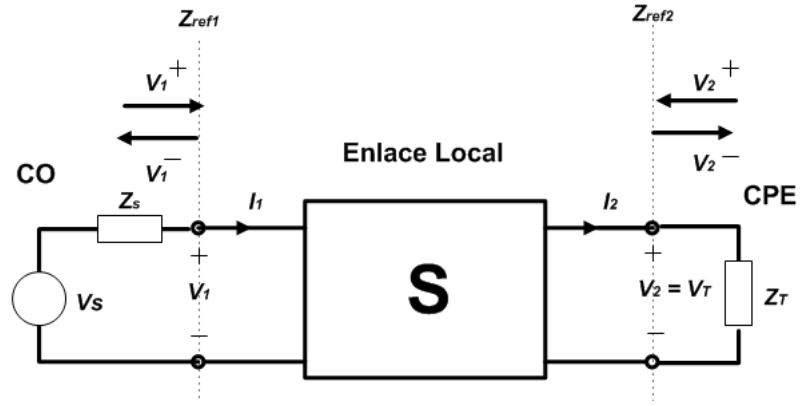 Zref1
Zref2
V1+
V2+
V1−
V2−
Enlace Local
CO
CPE
Zs
I1
I2
+
+
Vs
V1
S
V2 = VT
ZT
−
−